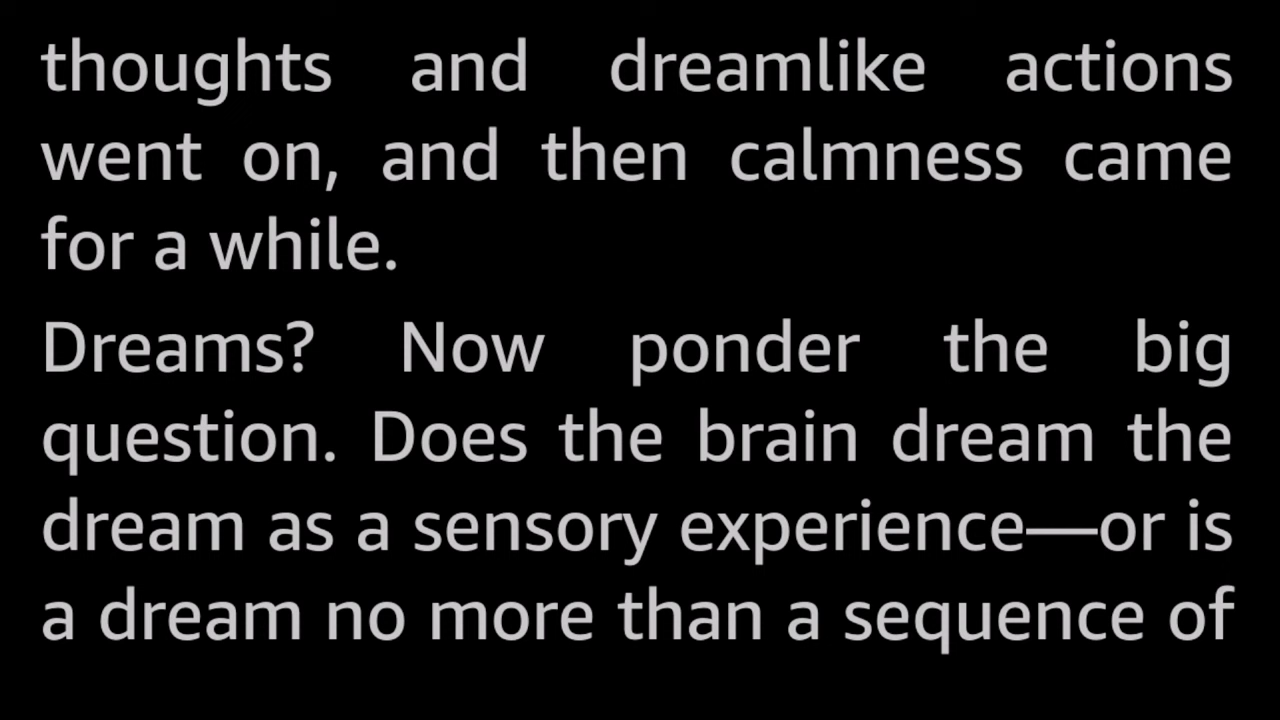 thoughts and dreamlike actions
went on, and then calmness came
for a while.
Dreams? Now ponder the big
question. Does the brain dream the
dream as a sensory experience—or is
a dream no more than a sequence of